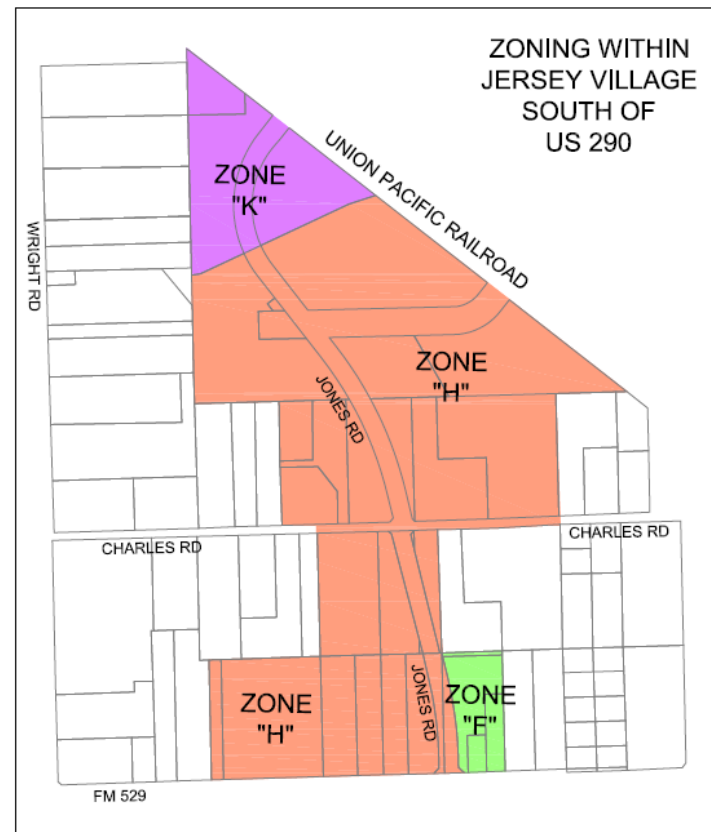 ZONING WITHIN
JERSEY VILLAGE
SOUTH OF
US 290
UNION PACIFIC RAILROAD
ZONE
"K"
WRIGHT RD
ZONE
"H"
JONES RD
CHARLES RD
CHARLES RD
JONES RD
ZONE
"F"
ZONE
"H"
FM 529